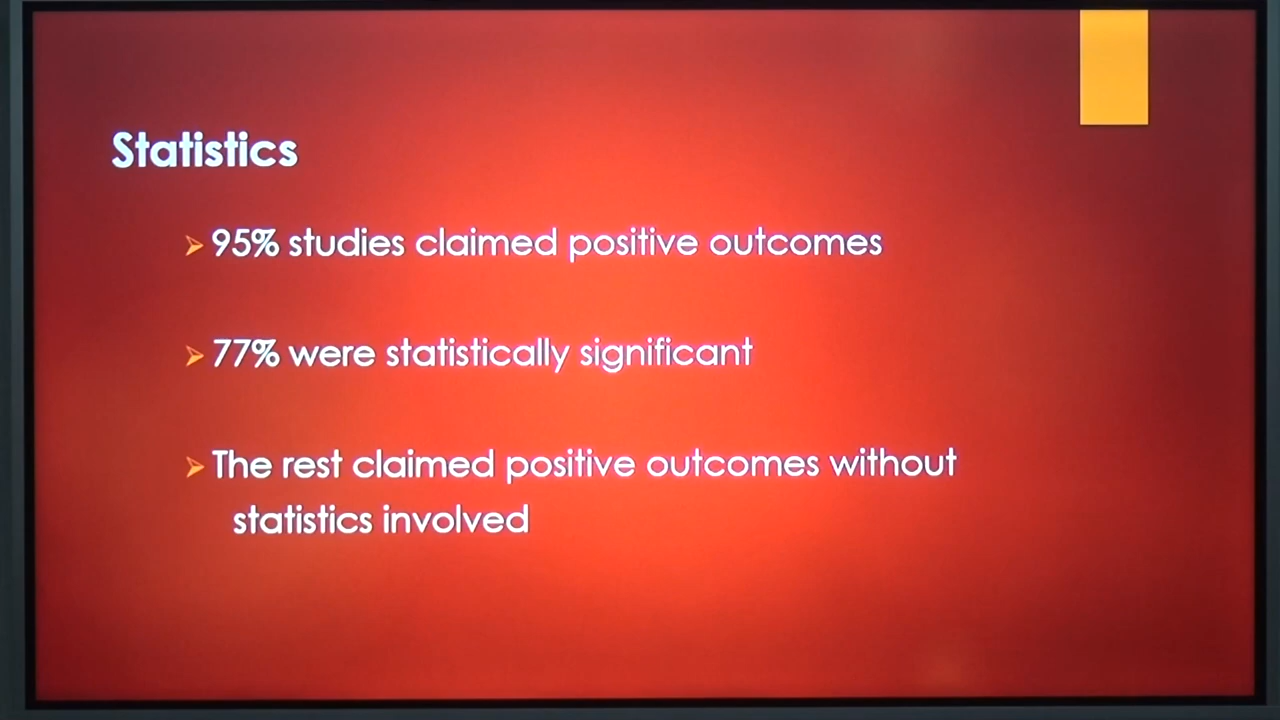 Statistics
95% studies claimed positive outcomes
77% were statistically significant
The rest claimed positive outcomes without
statistics involved